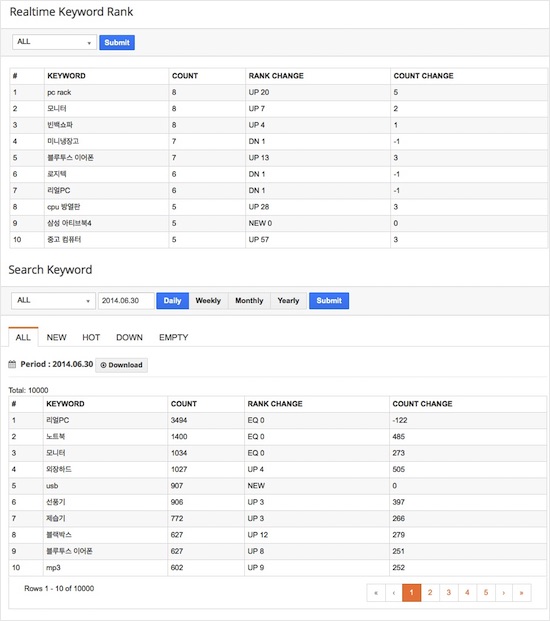 Realtime Keyword Rank
ALL Submit
# KEYWORD COUNT RANK CHANGE COUNT CHANGE
1 pc rack 8 UP 20 5
2 모니터 8 UP 7 2
3 빈백쇼파 8 UP 4 1
4 미니냉장고 7 DN 1 -1
5 블루투스 이어폰 7 UP 13 3
6 로지텍 6 DN 1 -1
7 리얼PC 6 DN 1 -1
8 cpu 방열판 5 UP 28 3
9 삼성 아티브북4 5 NEW 0 0
10 중고 컴퓨터 5 UP 57 3
Search Keyword
ALL 2014.06.30 Daily Weekly Monthly Yearly Submit
ALL NEW HOT DOWN EMPTY
Period : 2014.06.30 Download
Total: 10000
# KEYWORD COUNT RANK CHANGE COUNT CHANGE
1 리얼PC 3494 EQ 0 -122
2 노트북 1400 EQ 0 485
3 모니터 1034 EQ 0 273
4 외장하드 1027 UP 4 505
5 usb 907 NEW 0
6 선풍기 906 UP 3 397
7 제습기 772 UP 3 266
8 블랙박스 627 UP 12 279
9 블루투스 이어폰 627 UP 8 251
10 mp3 602 UP 9 252
Rows 1 - 10 of 10000 « ‹ 1 2 3 4 5 › »